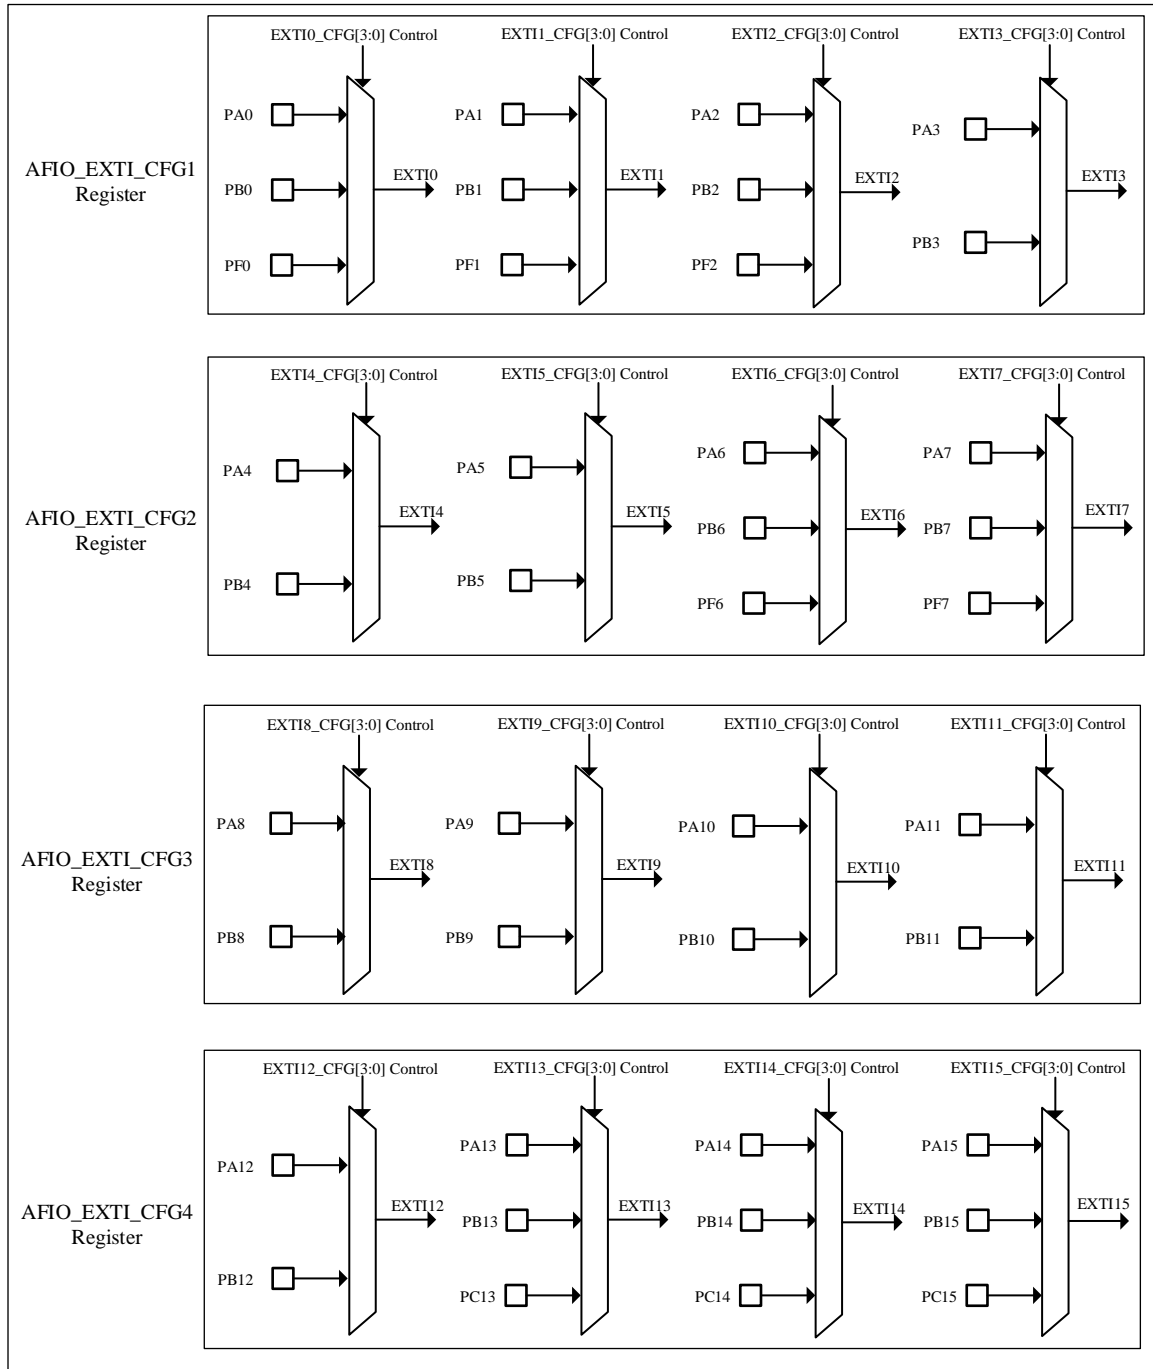 EXTI0_CFG[3:0] Control
EXTI1_CFG[3:0] Control
EXTI2_CFG[3:0] Control
EXTI3_CFG[3:0] Control
AFIO_EXTI_CFG1
Register
PA0
PB0
PF0
EXTI0
PA1
PB1
PF1
EXTI1
PA2
PB2
PF2
EXTI2
PA3
PB3
EXTI3
EXTI4_CFG[3:0] Control
EXTI5_CFG[3:0] Control
EXTI6_CFG[3:0] Control
EXTI7_CFG[3:0] Control
AFIO_EXTI_CFG2
Register
PA4
PB4
EXTI4
PA5
PB5
EXTI5
PA6
PB6
PF6
EXTI6
PA7
PB7
PF7
EXTI7
EXTI8_CFG[3:0] Control
EXTI9_CFG[3:0] Control
EXTI10_CFG[3:0] Control
EXTI11_CFG[3:0] Control
AFIO_EXTI_CFG3
Register
PA8
PB8
EXTI8
PA9
PB9
EXTI9
PA10
PB10
EXTI10
PA11
PB11
EXTI11
EXTI12_CFG[3:0] Control
EXTI13_CFG[3:0] Control
EXTI14_CFG[3:0] Control
EXTI15_CFG[3:0] Control
AFIO_EXTI_CFG4
Register
PA12
PB12
EXTI12
PA13
PB13
PC13
EXTI13
PA14
PB14
PC14
EXTI14
PA15
PB15
PC15
EXTI15